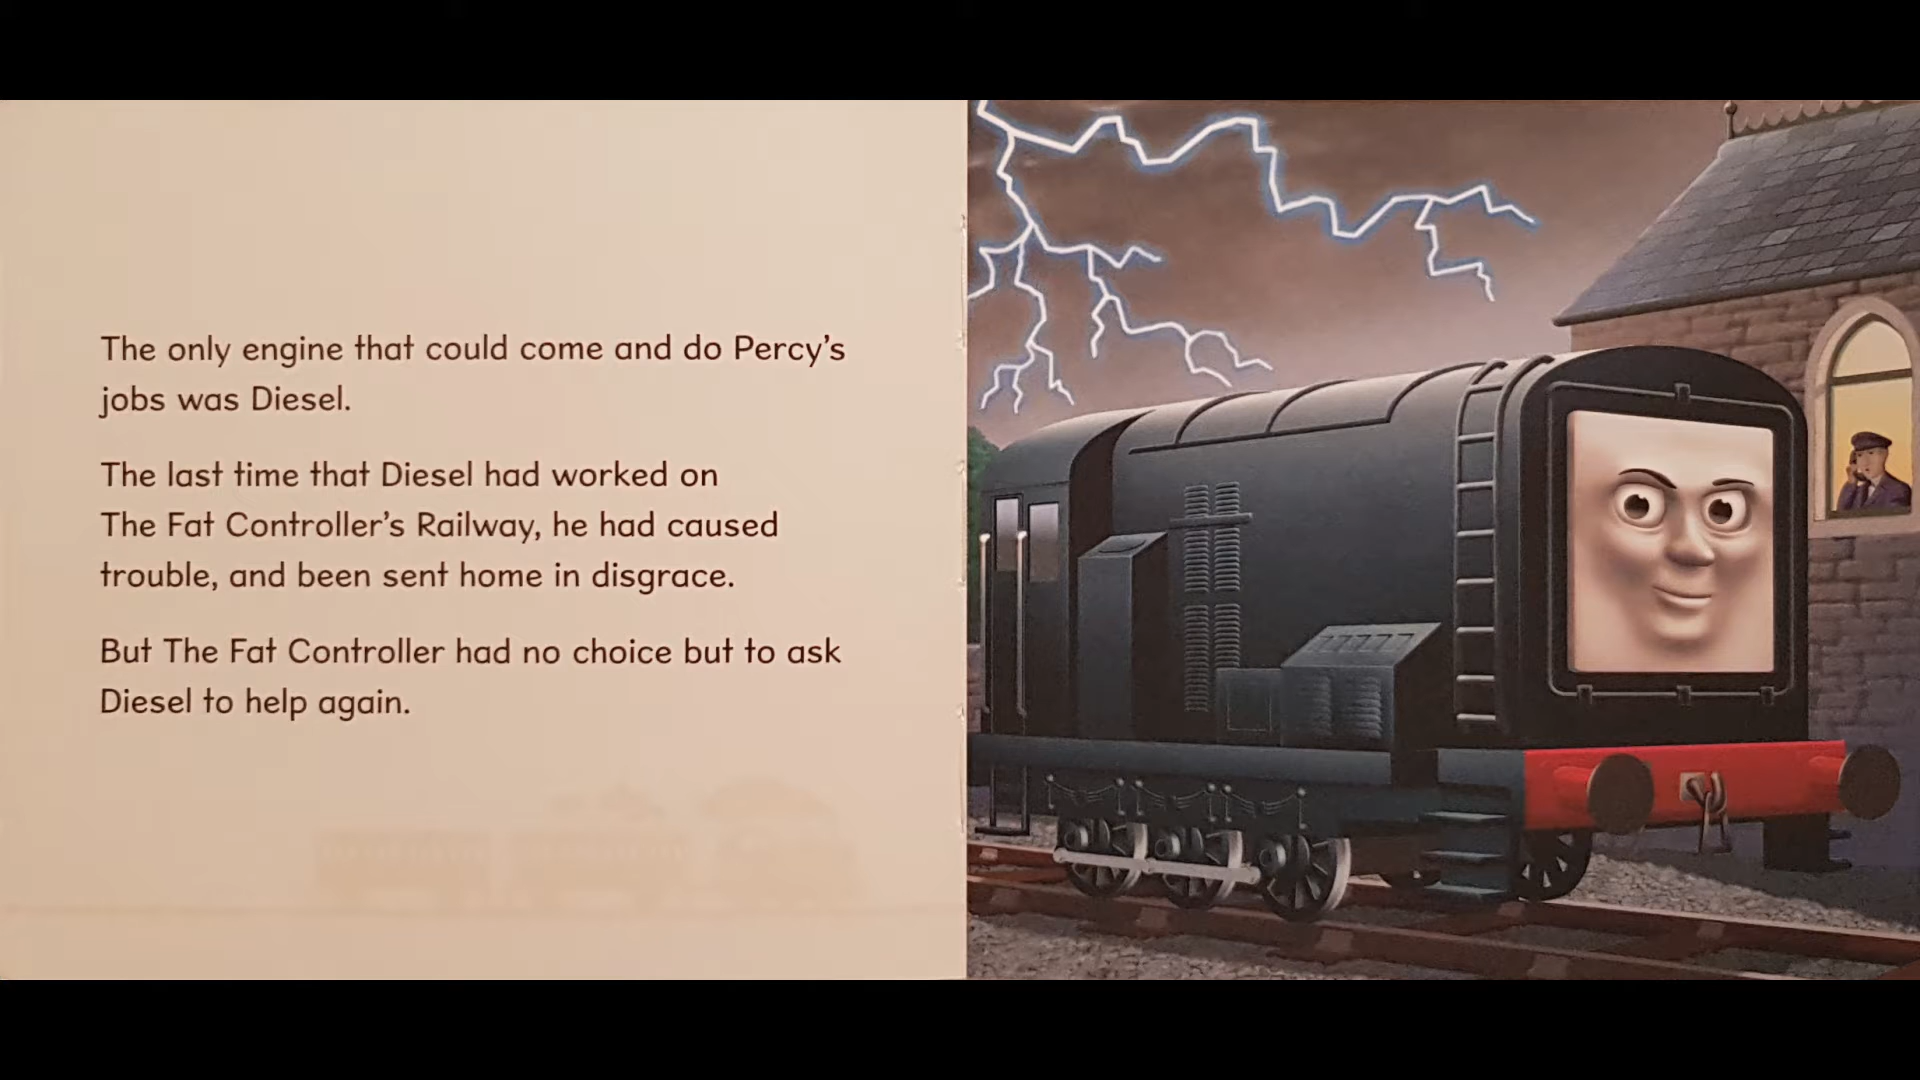 The only engine that could come and do Percy’s
jobs was Diesel.
The last time that Diesel had worked on
The Fat Controller’s Railway, he had caused
trouble, and been sent home in disgrace.
But The Fat Controller had no choice but to ask
Diesel to help again.